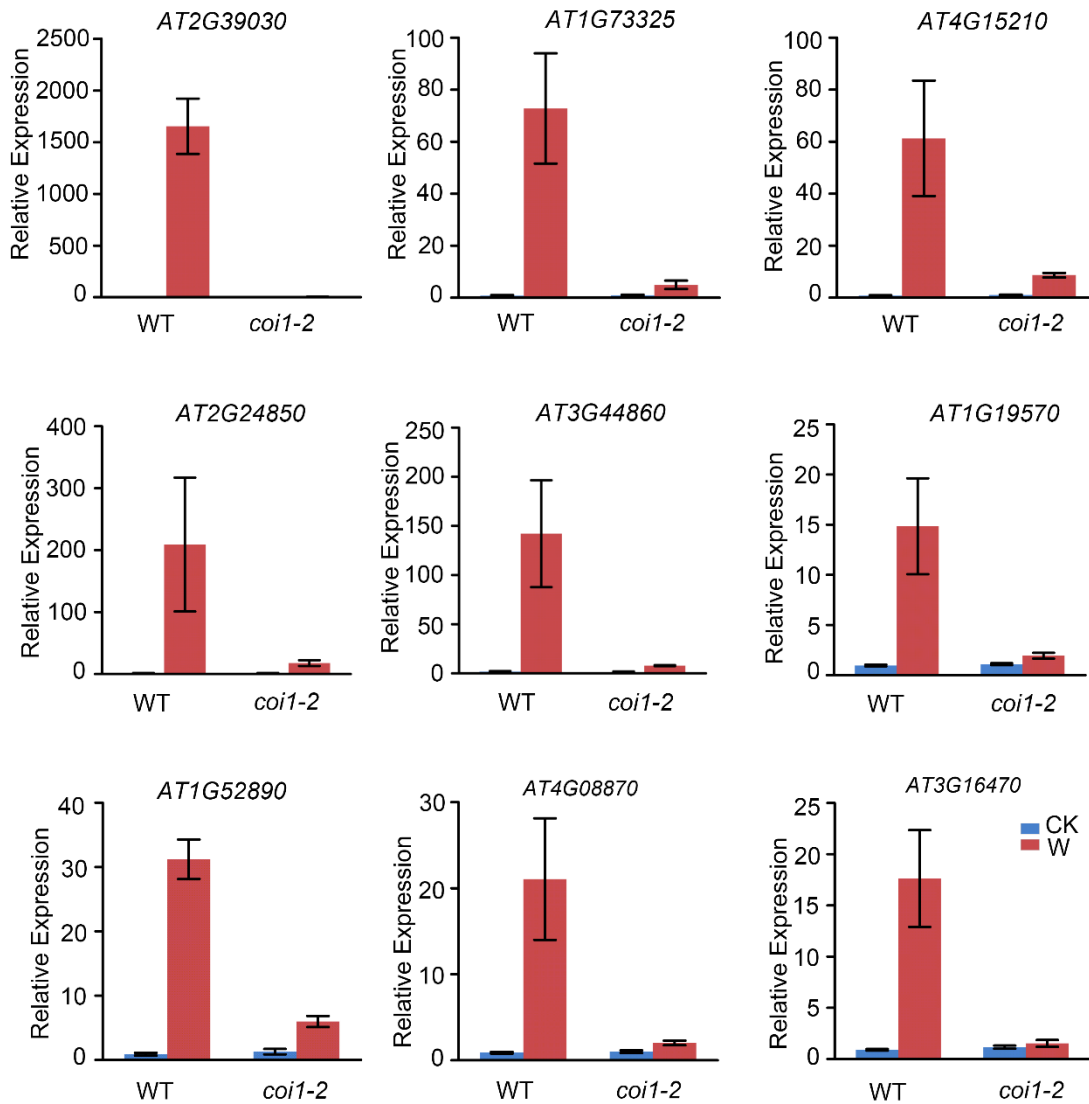 AT2G39030
Relative Expression
2500
2000
1500
1000
500
0
WT
coi1-2
AT1G73325
Relative Expression
100
80
60
40
20
0
WT
coi1-2
AT4G15210
Relative Expression
100
80
60
40
20
0
WT
coi1-2
AT2G24850
Relative Expression
400
300
200
100
0
WT
coi1-2
AT3G44860
Relative Expression
250
200
150
100
50
0
WT
coi1-2
AT1G19570
Relative Expression
25
20
15
10
5
0
WT
coi1-2
AT1G52890
Relative Expression
40
30
20
10
0
WT
coi1-2
AT4G08870
Relative Expression
30
20
10
0
WT
coi1-2
AT3G16470
Relative Expression
25
20
15
10
5
0
CK
W
WT
coi1-2